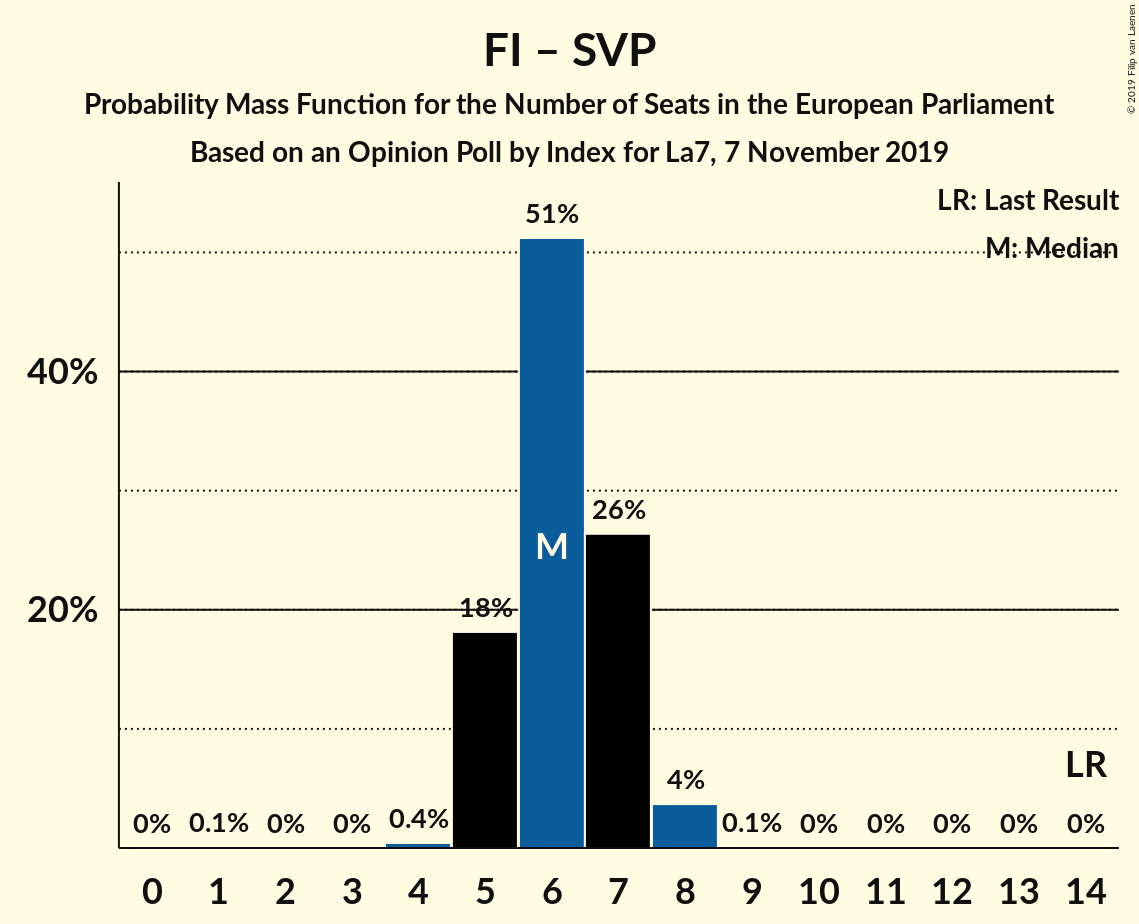 FI – SVP
Probability Mass Function for the Number of Seats in the European Parliament
Based on an Opinion Poll by Index for La7, 7 November 2019
© 2019 Filip van Laenen
LR: Last Result
M: Median
51%
40%
26%
M
20%
18%
LR
4%
0%
0.1%
0%
0%
0.4%
0.1%
0%
0%
0%
0%
0%
0 1 2 3 4 5 6 7 8 9 10 11 12 13 14